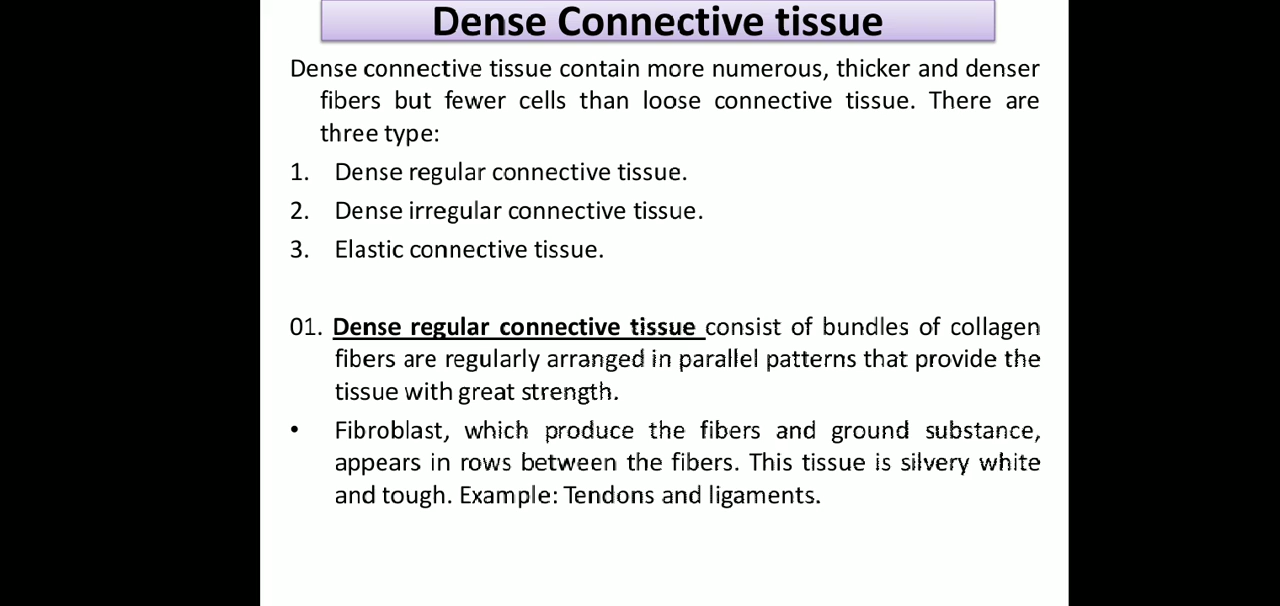 Dense Connective tissue
Dense connective tissue contain more numerous, thicker and denser
fibers but fewer cells than loose connective tissue. There are
three type:
1. Dense regular connective tissue.
2. Dense irregular connective tissue.
3. Elastic connective tissue.
01. Dense regular connective tissue consist of bundles of collagen
fibers are regularly arranged in parallel patterns that provide the
tissue with great strength.
• Fibroblast, which produce the fibers and ground substance,
appears in rows between the fibers. This tissue is silvery white
and tough. Example: Tendons and ligaments.